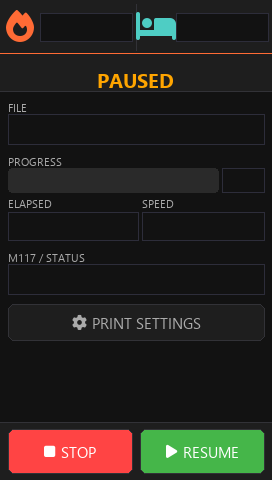 PAUSED
FILE
PROGRESS
ELAPSED SPEED
M117 / STATUS
PRINT SETTINGS
STOP RESUME